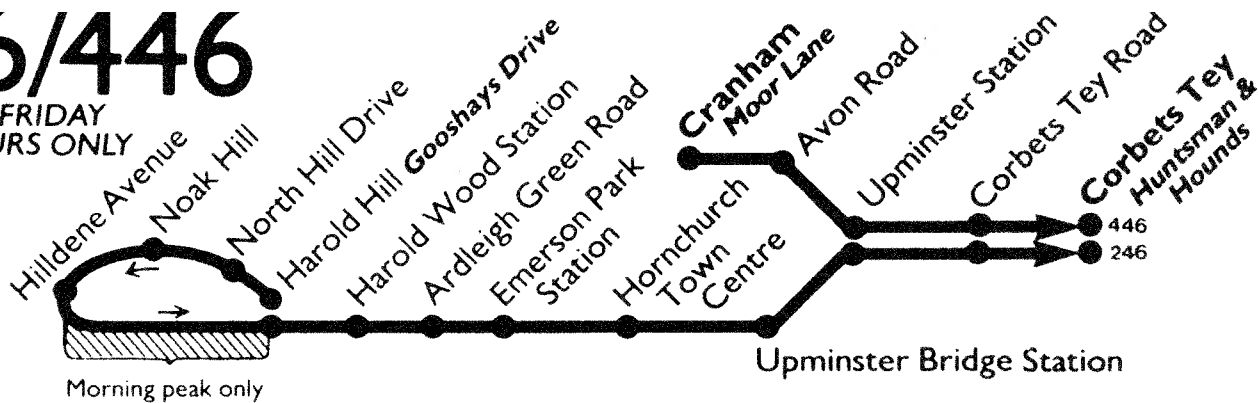 6/446
FRIDAY
URS ONLY
Hilldene Avenue
Noak Hill
North Hill Drive
Harold Hill Gooshays Drive
Harold Wood Station
Ardleigh Green Road
Emerson Park
Station
Hornchurch
Town
Centre
Upminster Bridge Station
Cranham
Moor Lane
Avon Road
Upminster Station
Corbets Tey Road
Corbets Tey
Huntsman &
Hounds
446
246
Morning peak only